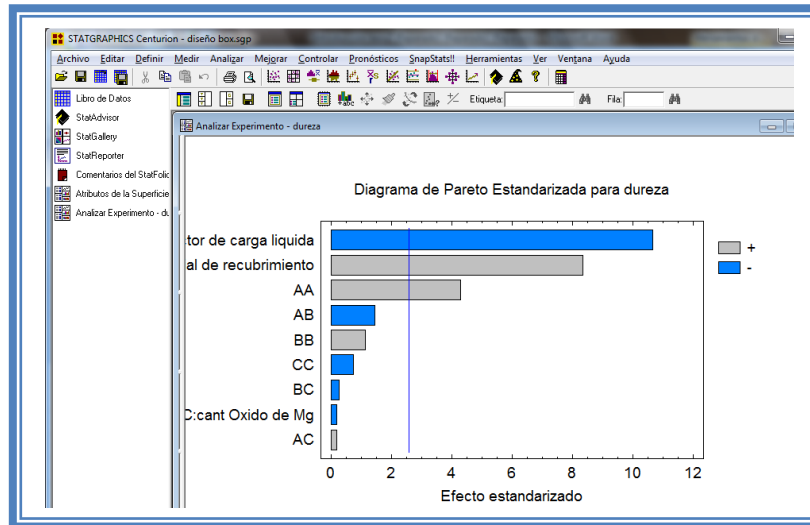 STATGRAPHICS Centurion - diseño box.sgp
Archivo Editar Definir Medir Analizar Mejorar Controlar Pronósticos SnapStats!! Herramientas Ver Ventana Ayuda
Etiqueta: Fila:
Libro de Datos
StatAdvisor
StatGallery
StatReporter
Comentarios del StatFolio
Atributos de la Superficie
Analizar Experimento - du
Analizar Experimento - dureza
Diagrama de Pareto Estandarizada para dureza
tor de carga liquida
al de recubrimiento
AA
AB
BB
CC
BC
C:cant Oxido de Mg
AC
+
-
0 2 4 6 8 10 12
Efecto estandarizado